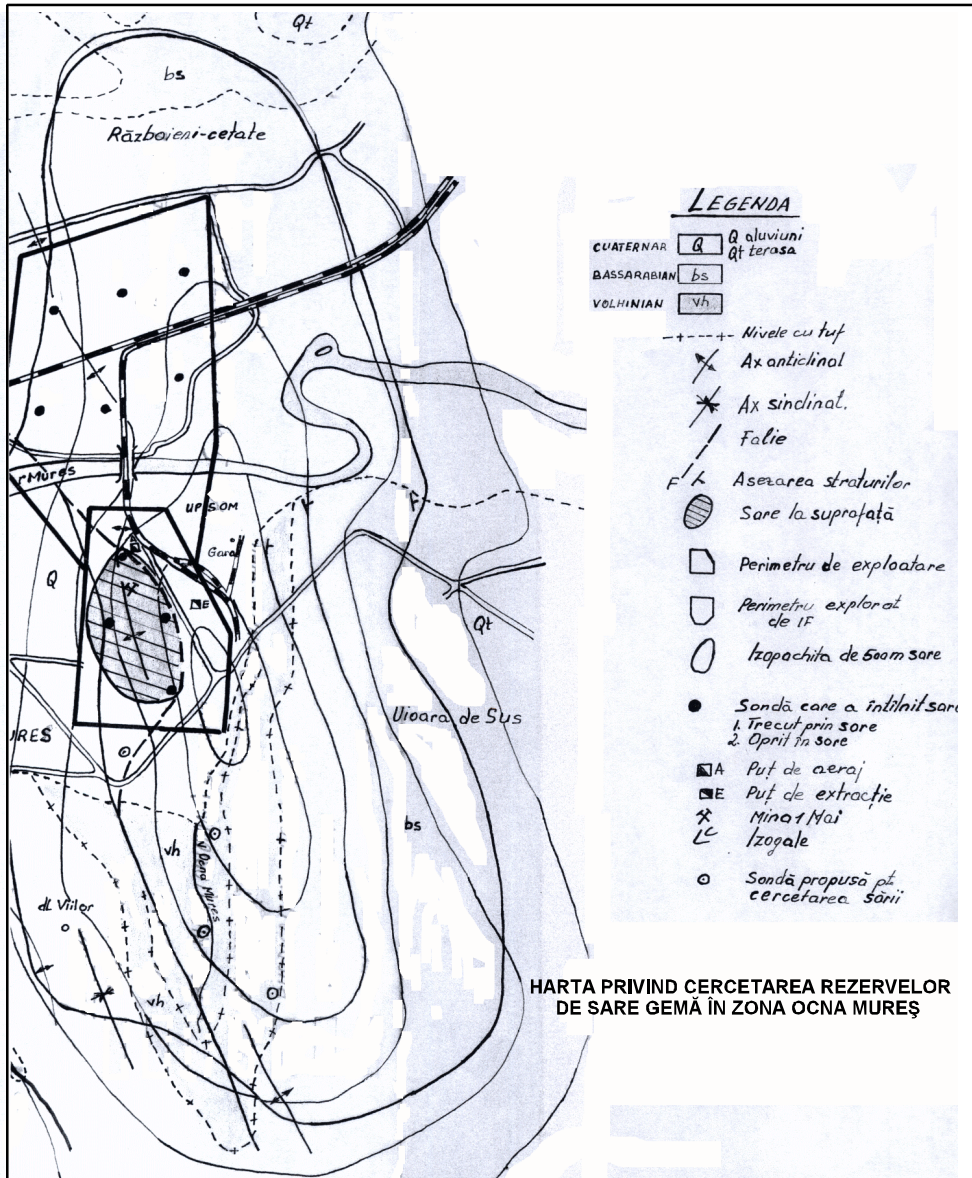 Qt
bs
Războieni-cetate
r Mureș
UPSOM
Gara
Q
E
Qt
URES
Uioara de Sus
bs
vh
v Ocna Mureș
dl. Viilor
vh
LEGENDA
CUATERNAR Q Q aluviuni
Qt terasa
BASSARABIAN bs
VOLHINIAN vh
Nivele cu tuf
Ax anticlinal
Ax sinclinal.
Falie
F Asezarea straturilor
Sare la suprafață
Perimetru de exploatare
Perimetru explorat
de IF
Izopachita de 500m sare
Sondă care a întîlnit sare
1. Trecut prin sare
2. Oprit în sare
A Puț de aeraj
E Puț de extracție
Mina 1 Mai
Izogale
Sondă propusă pt.
cercetarea sării
HARTA PRIVIND CERCETAREA REZERVELOR
DE SARE GEMĂ ÎN ZONA OCNA MUREŞ